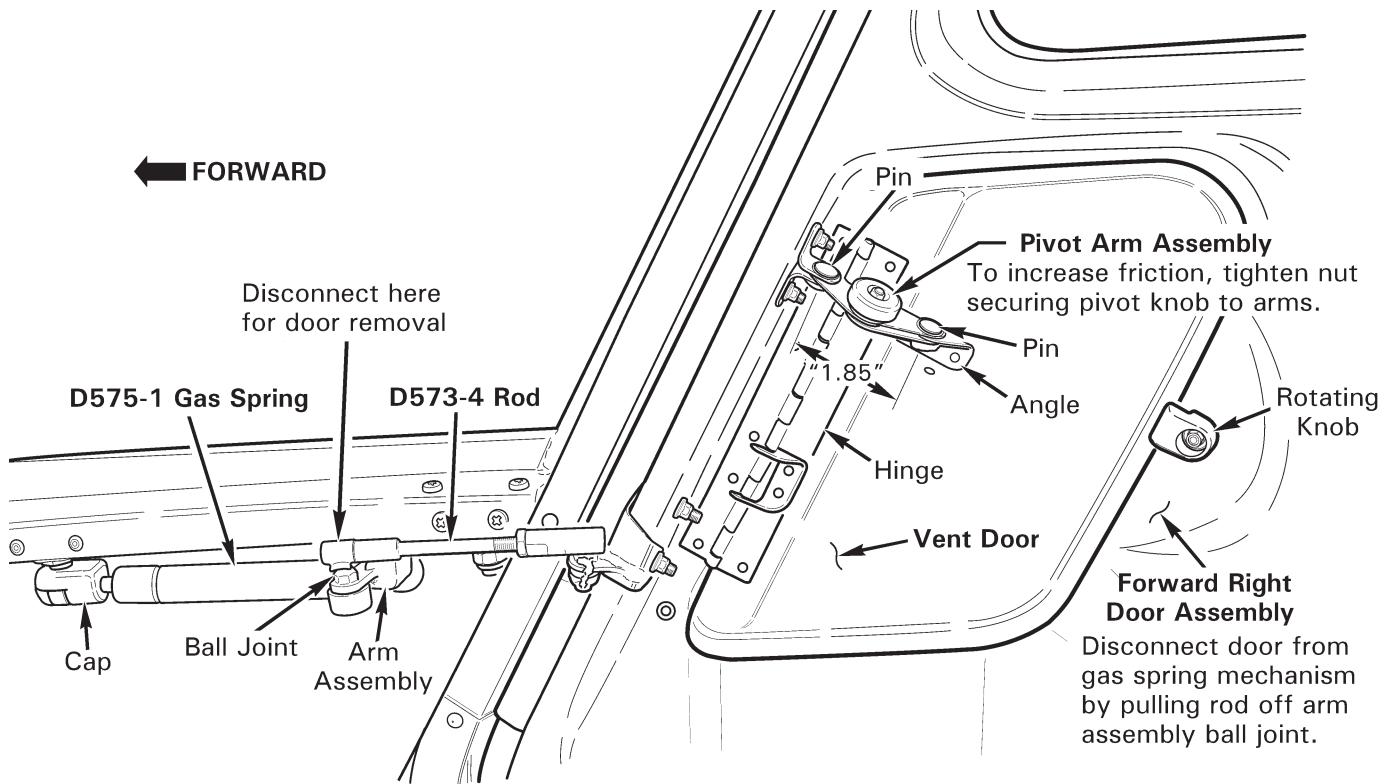 FORWARD
Pin
Pivot Arm Assembly
To increase friction, tighten nut
securing pivot knob to arms.
Disconnect here
for door removal
Pin
"1.85"
D575-1 Gas Spring
D573-4 Rod
Angle
Rotating
Knob
Hinge
Vent Door
Forward Right
Door Assembly
Disconnect door from
gas spring mechanism
by pulling rod off arm
assembly ball joint.
Ball Joint
Arm
Assembly
Cap